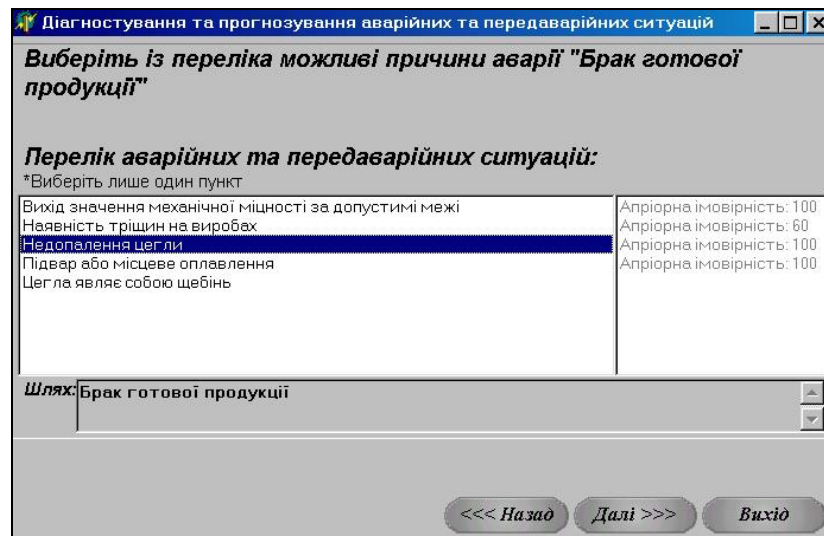 Діагностування та прогнозування аварійних та передаварійних ситуацій
Виберіть із переліка можливі причини аварії "Брак готової
продукції"
Перелік аварійних та передаварійних ситуацій:
*Виберіть лише один пункт
Вихід значення механічної міцності за допустимі межі
Апріорна імовірність: 100
Наявність тріщин на виробах
Апріорна імовірність: 60
Недопалення цегли
Апріорна імовірність: 100
Підвар або місцеве оплавлення
Апріорна імовірність: 100
Цегла являє собою щебінь
Шлях:
Брак готової продукції
<<< Назад
Далі >>>
Вихід